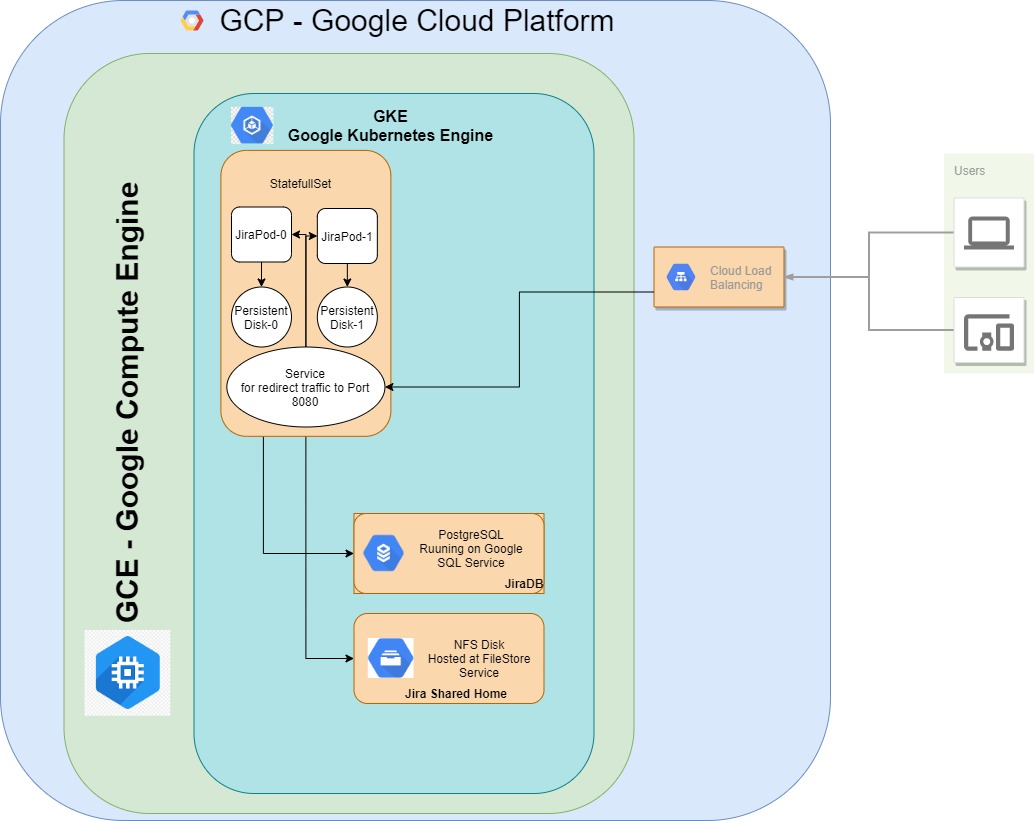 GCP - Google Cloud Platform
GKE
Google Kubernetes Engine
GCE - Google Compute Engine
StatefullSet
JiraPod-0
JiraPod-1
Persistent
Disk-0
Persistent
Disk-1
Service
for redirect traffic to Port
8080
Cloud Load
Balancing
Users
PostgreSQL
Ruuning on Google
SQL Service
JiraDB
NFS Disk
Hosted at FileStore
Service
Jira Shared Home